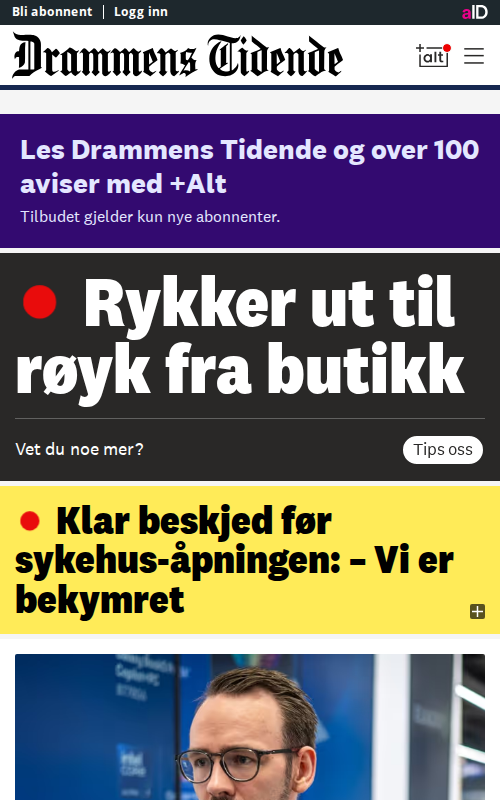 Bli abonnent
Logg inn
aID
Drammens Tidende
+alt
Les Drammens Tidende og over 100
aviser med +Alt
Tilbudet gjelder kun nye abonnenter.
Rykker ut til
røyk fra butikk
Vet du noe mer?
Tips oss
Klar beskjed før
sykehus-åpningen: – Vi er
bekymret
intel